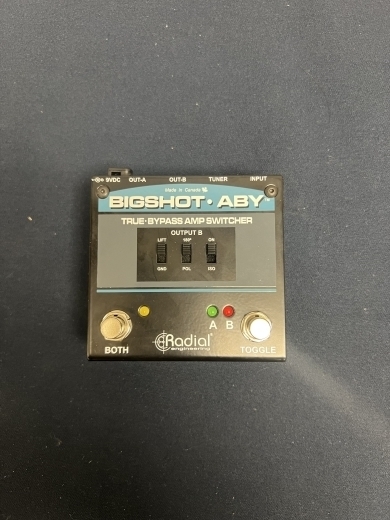 9VDC OUT-A OUT-B TUNER INPUT
Made in Canada
BIGSHOT·ABY™
TRUE-BYPASS AMP SWITCHER
OUTPUT B
LIFT 180° ON
GND POL ISO
A B
BOTH Radial® TOGGLE
engineering